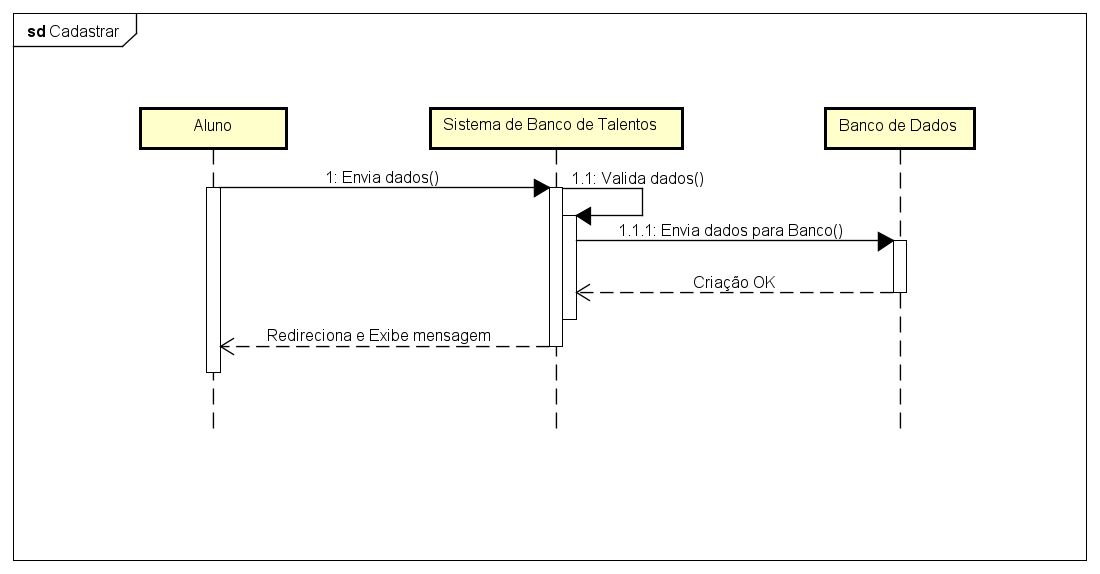 sd Cadastrar
Aluno
Sistema de Banco de Talentos
Banco de Dados
1: Envia dados()
1.1: Valida dados()
1.1.1: Envia dados para Banco()
Criação OK
Redireciona e Exibe mensagem